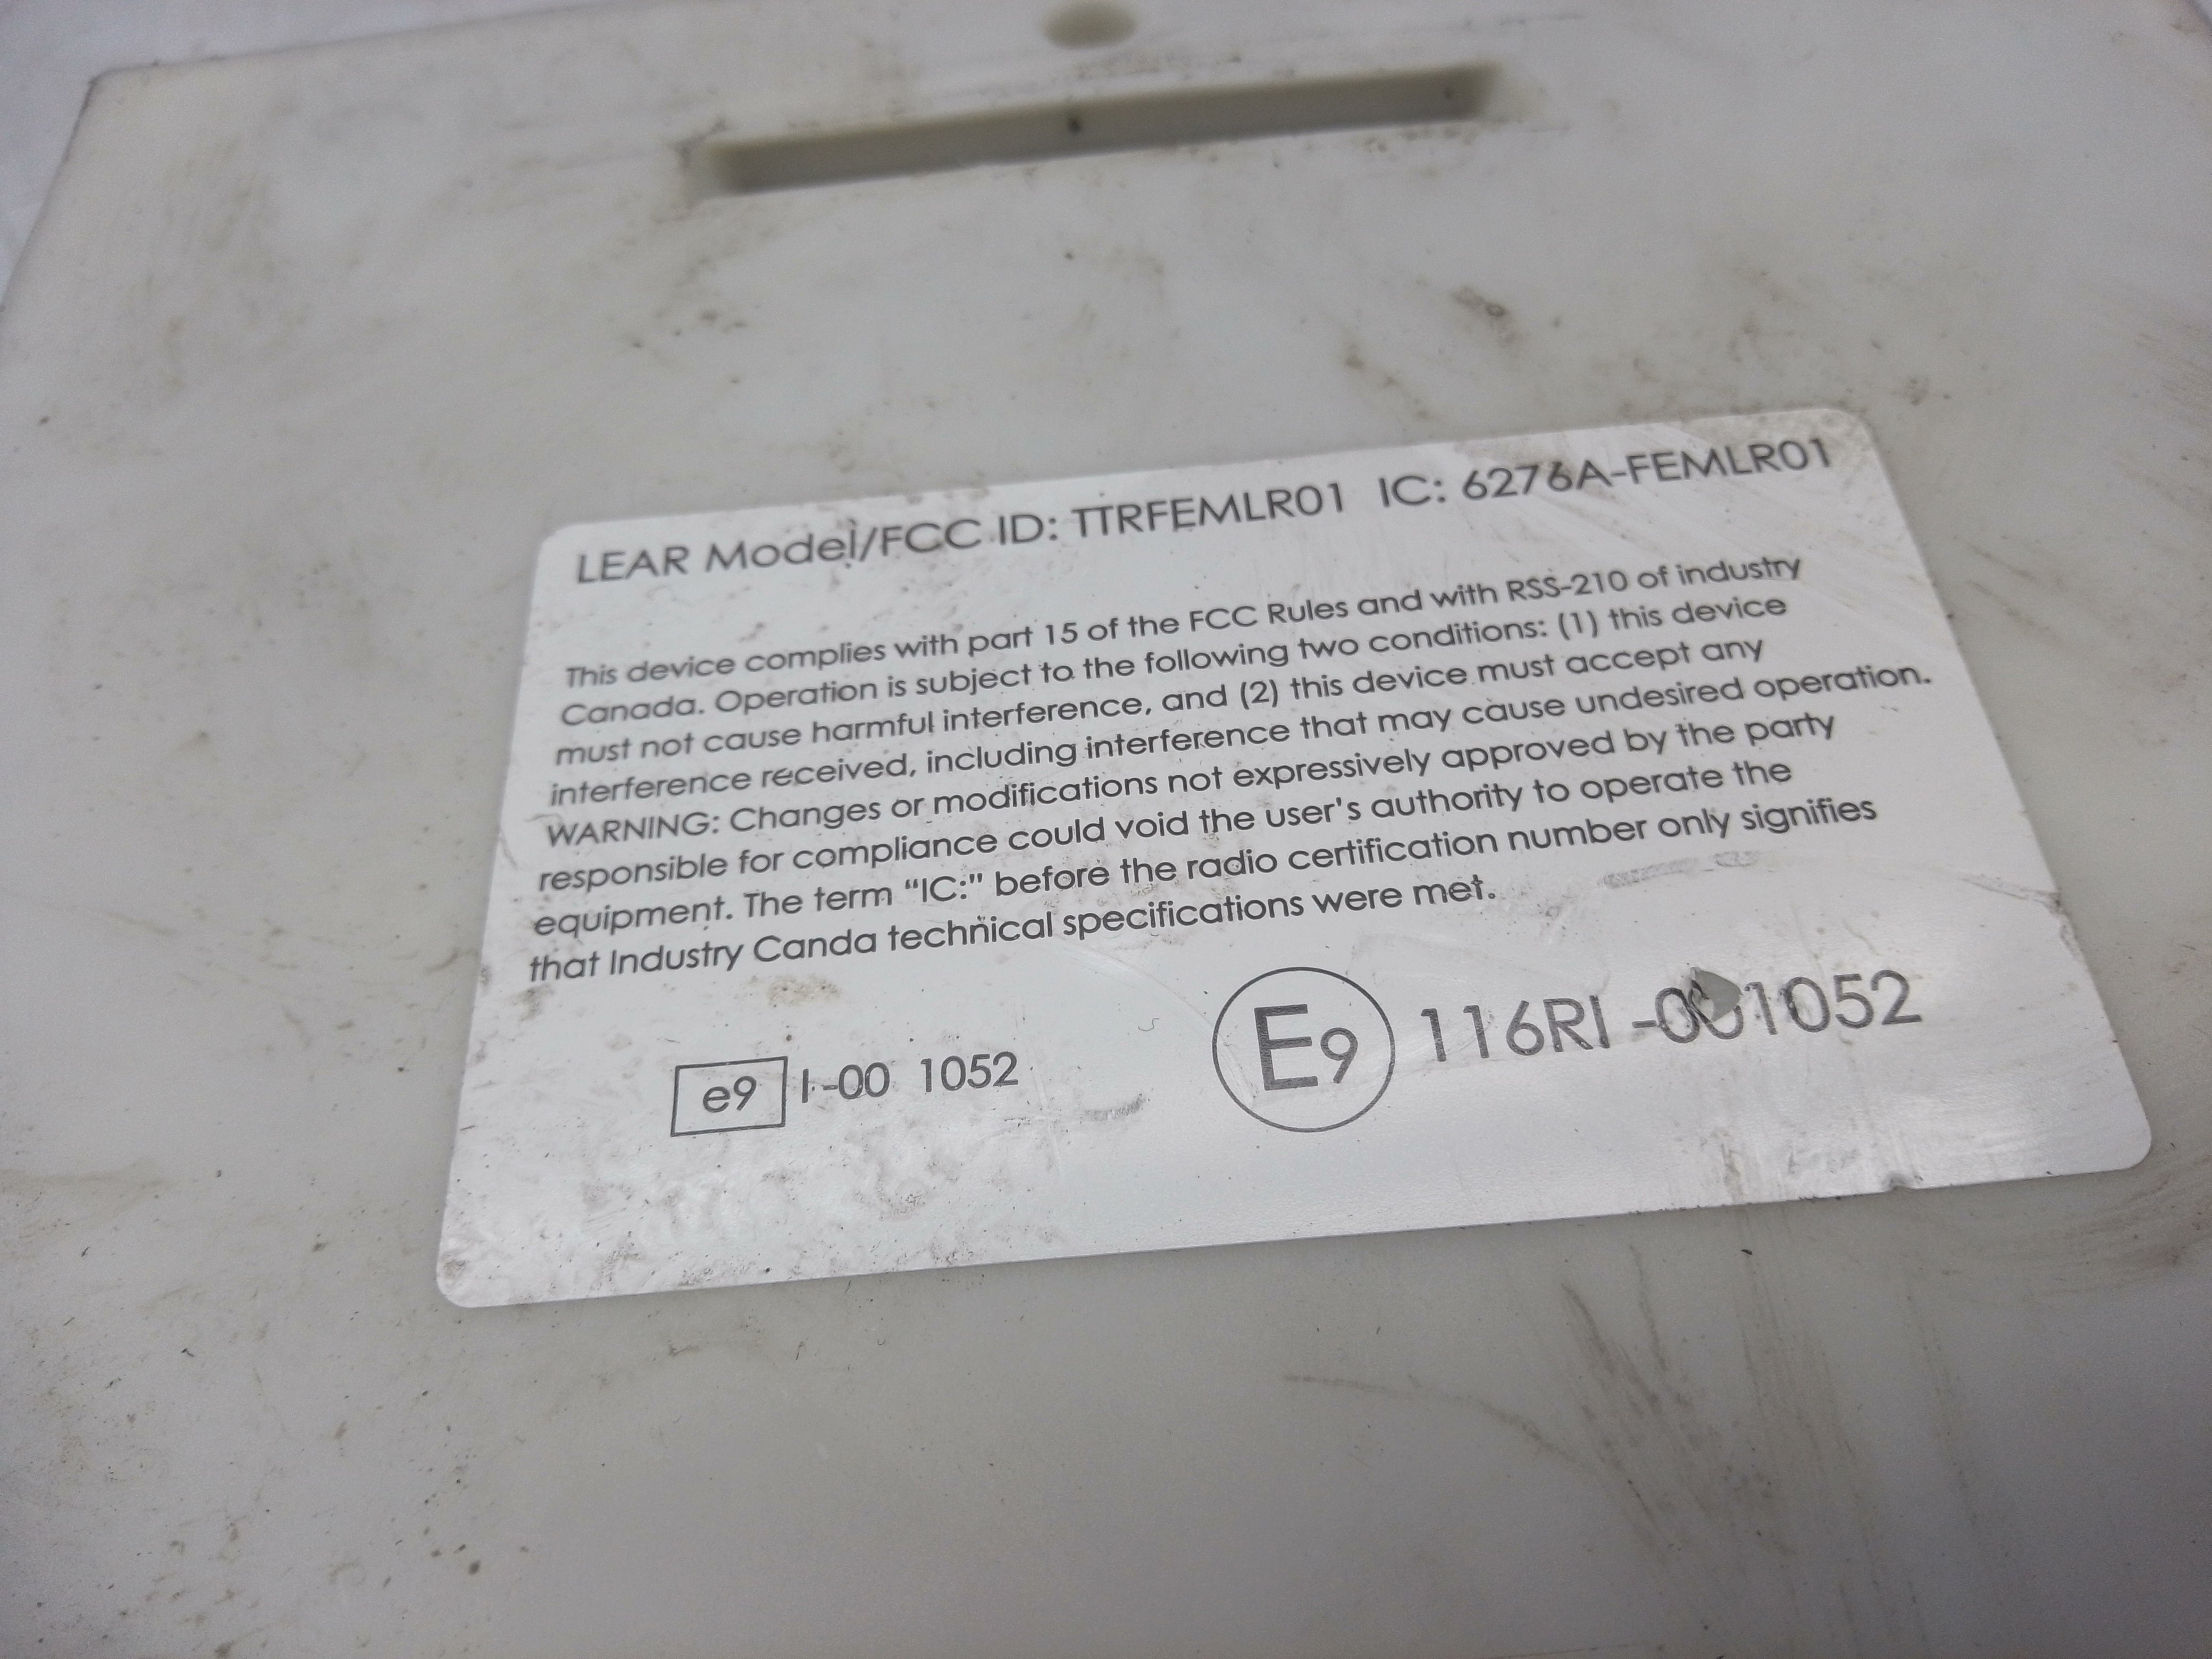 LEAR Model/FCC ID: TTRFEMLR01 IC: 6276A-FEMLR01
This device complies with part 15 of the FCC Rules and with RSS-210 of industry
Canada. Operation is subject to the following two conditions: (1) this device
must not cause harmful interference, and (2) this device must accept any
interference received, including interference that may cause undesired operation.
WARNING: Changes or modifications not expressively approved by the party
responsible for compliance could void the user's authority to operate the
equipment. The term “IC:” before the radio certification number only signifies
that Industry Canda technical specifications were met.
e9 I-00 1052
E9 116RI -001052